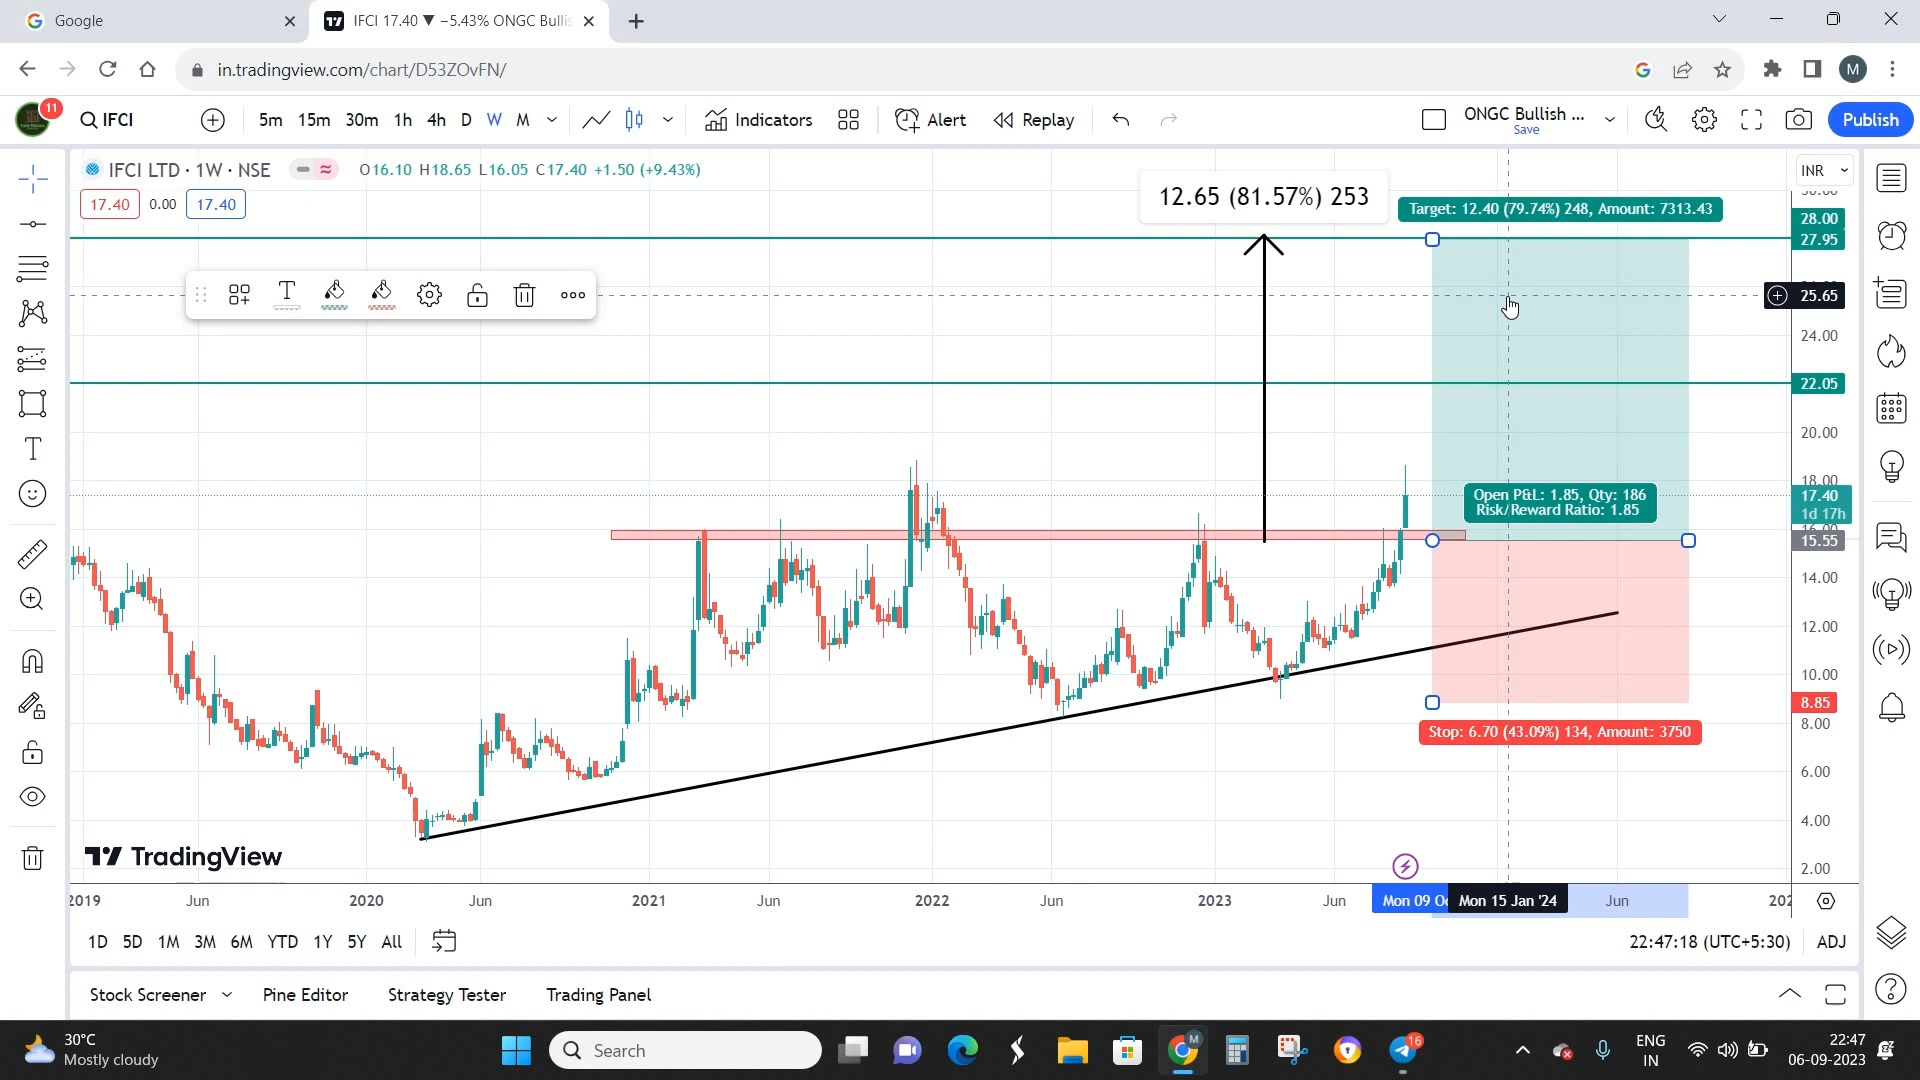 Google
IFCI 17.40 ▼ −5.43% ONGC Bullis
in.tradingview.com/chart/D53ZOvFN/
M
11
IFCI
5m 15m 30m 1h 4h D W M
Indicators
Alert
Replay
ONGC Bullish ...
Save
Publish
IFCI LTD · 1W · NSE
O16.10 H18.65 L16.05 C17.40 +1.50 (+9.43%)
INR
17.40 0.00 17.40
12.65 (81.57%) 253
Target: 12.40 (79.74%) 248, Amount: 7313.43
28.00
27.95
25.65
24.00
22.05
20.00
18.00
Open P&L: 1.85, Qty: 186
Risk/Reward Ratio: 1.85
17.40
1d 17h
16.00
15.55
14.00
12.00
10.00
8.85
8.00
Stop: 6.70 (43.09%) 134, Amount: 3750
6.00
4.00
2.00
TradingView
2019 Jun 2020 Jun 2021 Jun 2022 Jun 2023 Jun Mon 09 Oc Mon 15 Jan '24 Jun 202
1D 5D 1M 3M 6M YTD 1Y 5Y All
22:47:18 (UTC+5:30) ADJ
Stock Screener Pine Editor Strategy Tester Trading Panel
30°C
Mostly cloudy
Search
M
16
ENG
IN
22:47
06-09-2023